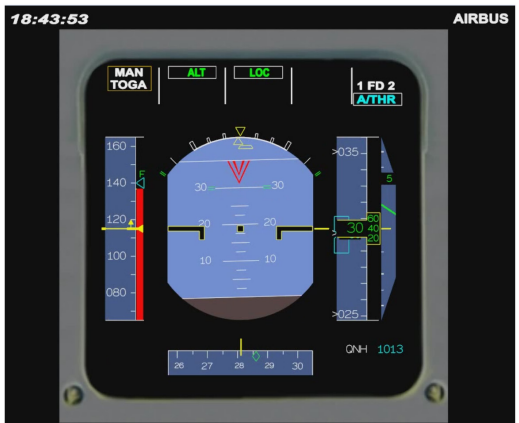 18:43:53
AIRBUS
MAN
TOGA
ALT
LOC
1 FD 2
A/THR
160
140
F
120
100
080
30 30
20 20
10 10
035
5
30
60
40
20
025
QNH 1013
26 27 28 29 30